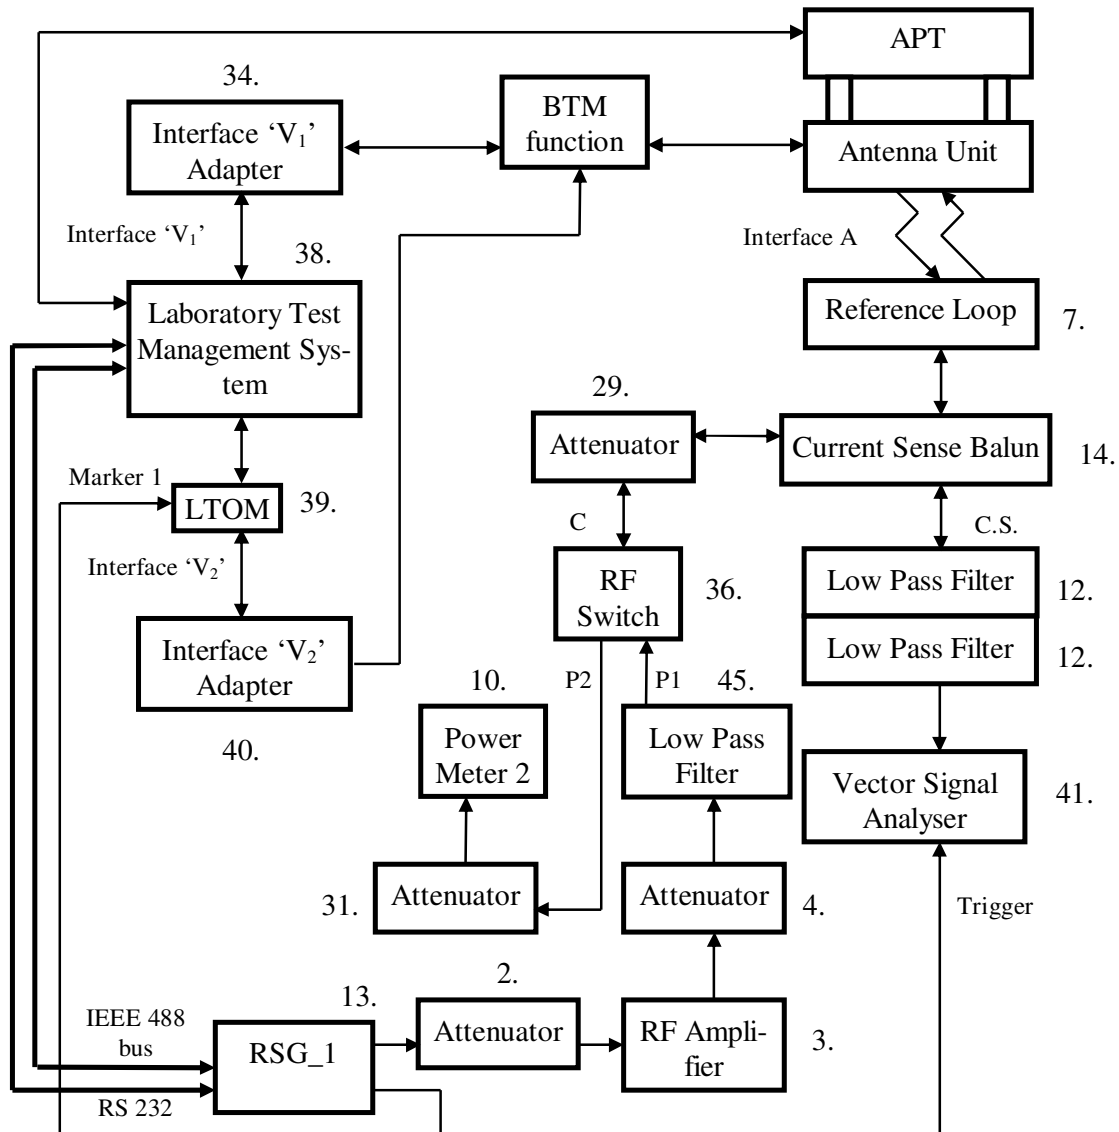 APT
34.
BTM
function
Interface ‘V1’
Adapter
Antenna Unit
Interface ‘V1’
Interface A
38.
Laboratory Test
Management Sys-
tem
Reference Loop
7.
29.
Attenuator
Current Sense Balun
14.
Marker 1
LTOM
39.
C
C.S.
Interface ‘V2’
RF
Switch
36.
Low Pass Filter
12.
Low Pass Filter
12.
Interface ‘V2’
Adapter
40.
P2
P1
10.
45.
Power
Meter 2
Low Pass
Filter
Vector Signal
Analyser
41.
31.
Attenuator
Attenuator
4.
Trigger
2.
13.
IEEE 488
bus
RSG_1
Attenuator
RF Ampli-
fier
3.
RS 232